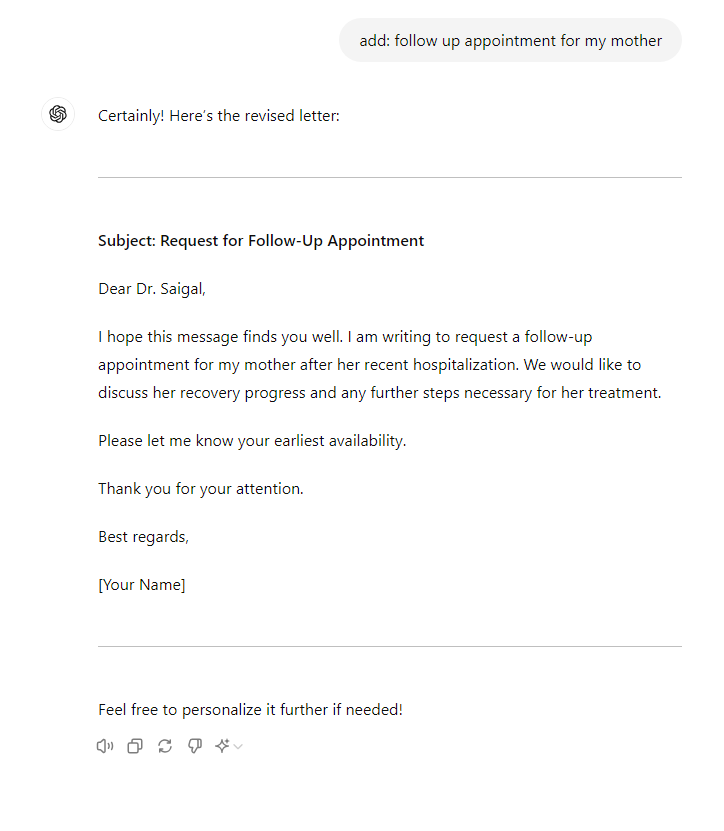 add: follow up appointment for my mother
Certainly! Here's the revised letter:
Subject: Request for Follow-Up Appointment
Dear Dr. Saigal,
I hope this message finds you well. I am writing to request a follow-up
appointment for my mother after her recent hospitalization. We would like to
discuss her recovery progress and any further steps necessary for her treatment.
Please let me know your earliest availability.
Thank you for your attention.
Best regards,
[Your Name]
Feel free to personalize it further if needed!